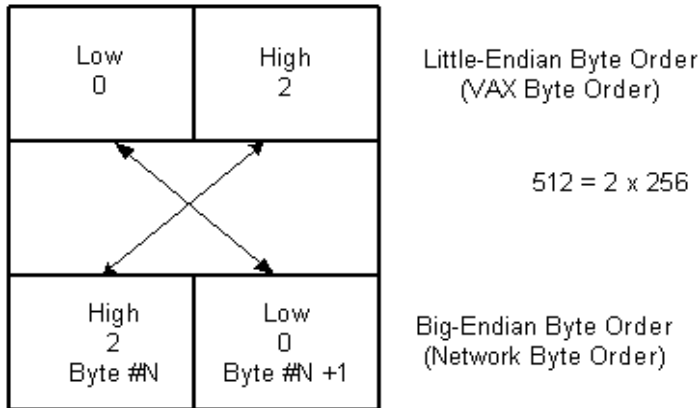 Low
0
High
2
Little-Endian Byte Order
(VAX Byte Order)
512 = 2 x 256
High
2
Byte #N
Low
0
Byte #N +1
Big-Endian Byte Order
(Network Byte Order)